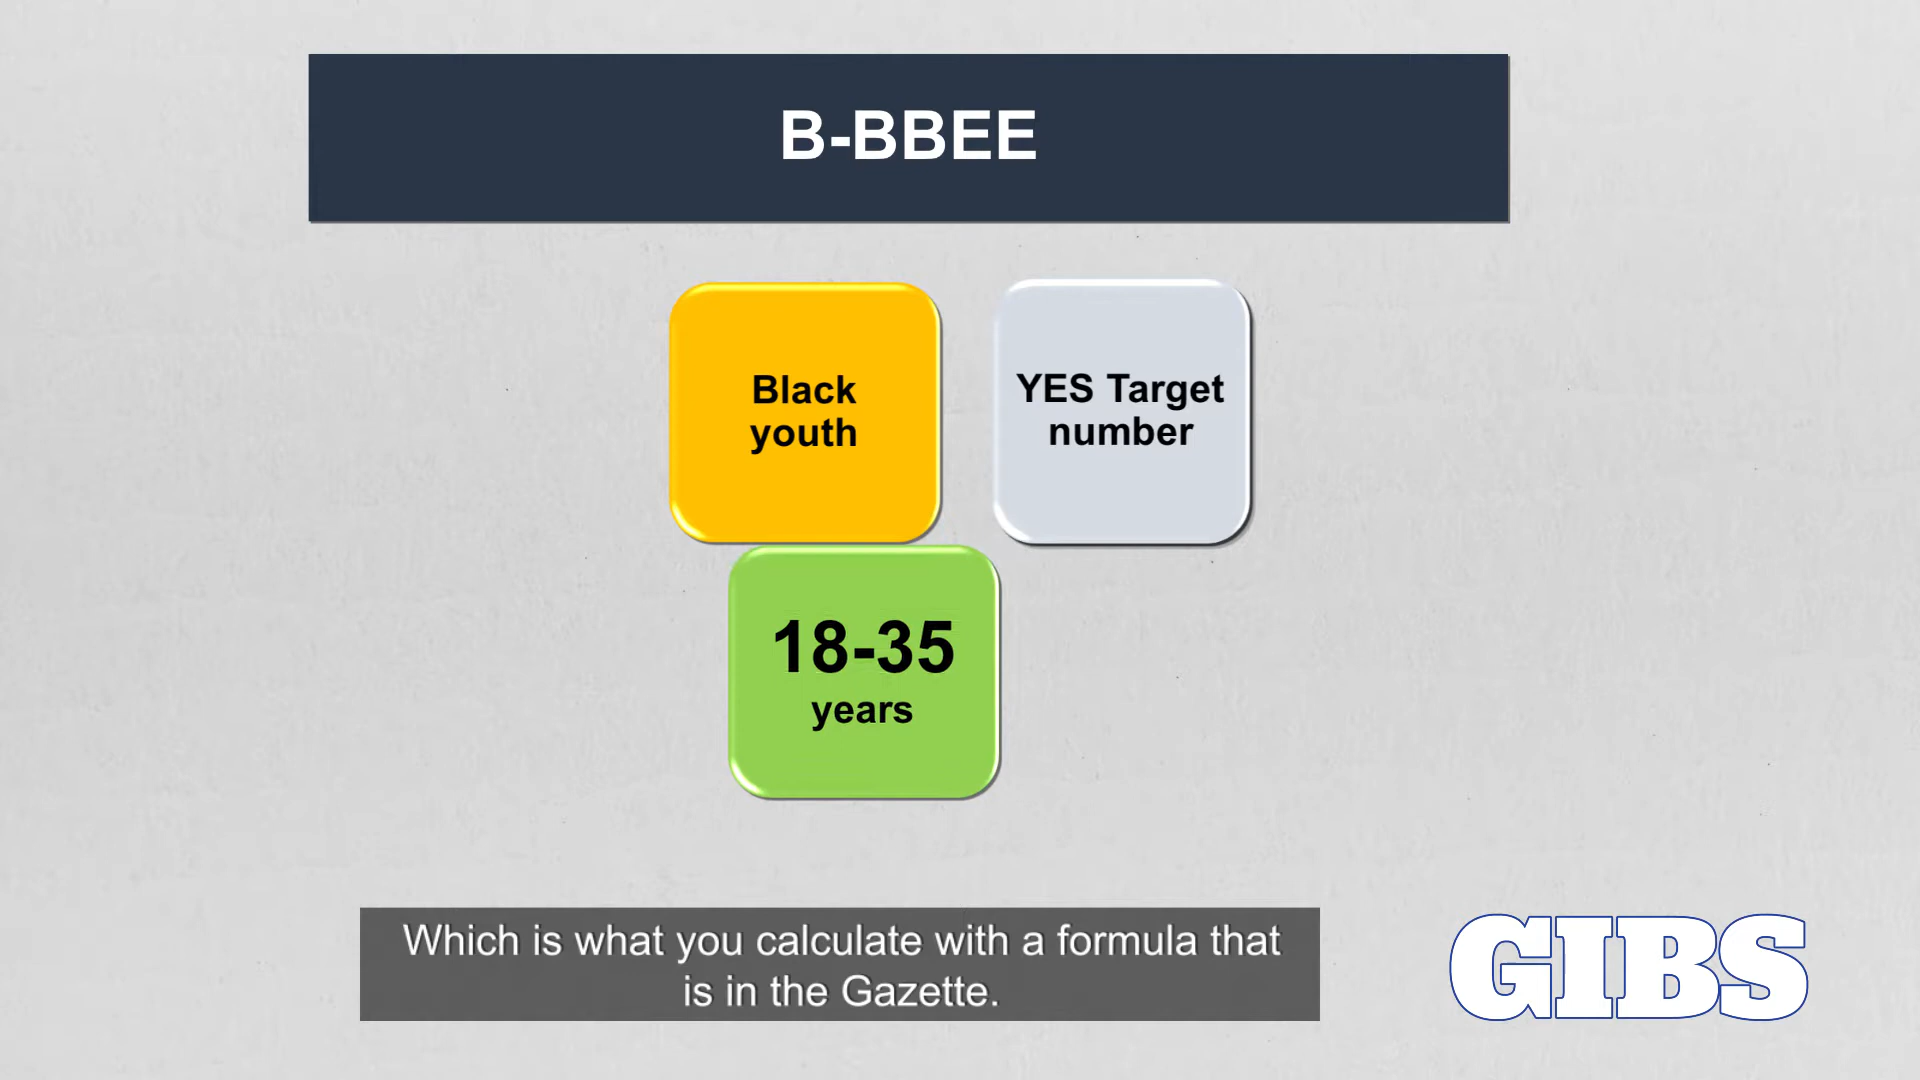 B-BBEE
Black
youth
YES Target
number
18-35
years
Which is what you calculate with a formula that
is in the Gazette.
GIBS